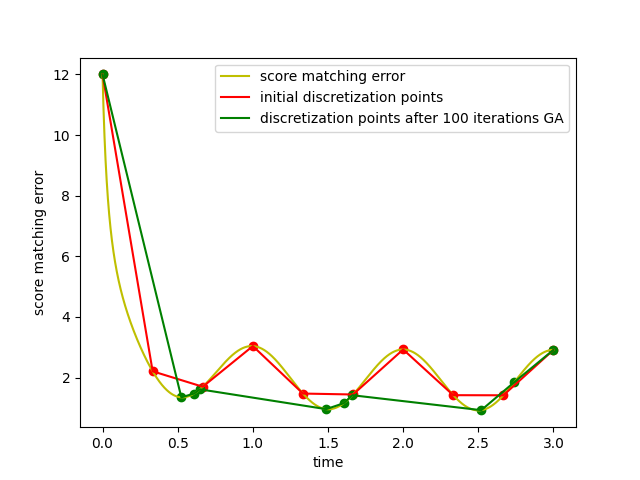 score matching error
initial discretization points
discretization points after 100 iterations GA
score matching error
12
10
8
6
4
2
0.0 0.5 1.0 1.5 2.0 2.5 3.0
time